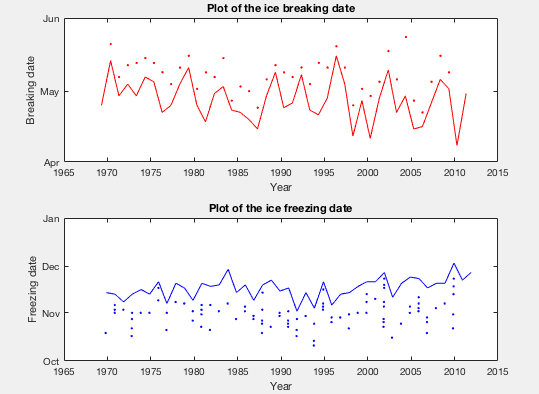 Plot of the ice breaking date
Jun
May
Apr
Breaking date
1965 1970 1975 1980 1985 1990 1995 2000 2005 2010 2015
Year
Plot of the ice freezing date
Jan
Dec
Nov
Oct
Freezing date
1965 1970 1975 1980 1985 1990 1995 2000 2005 2010 2015
Year